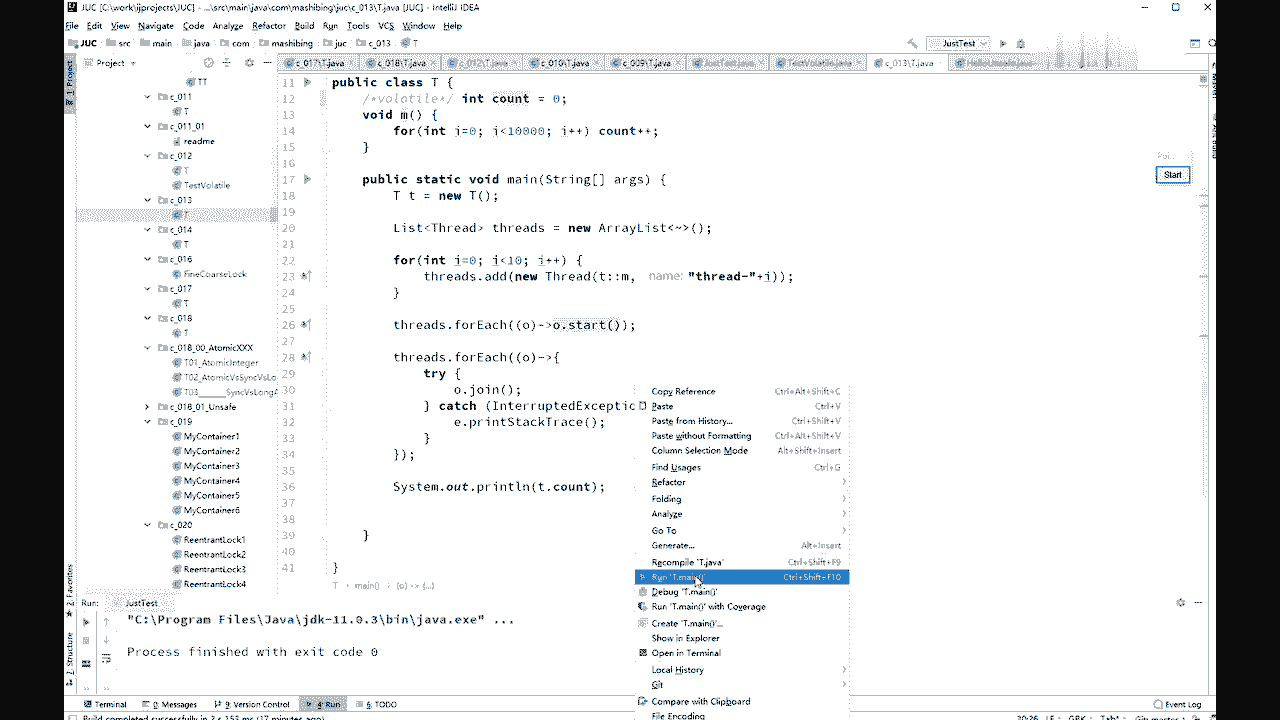 JUC [C:\work\ijprojects\JUC] - ...\src\main\java\com\mashibing\juc\c_013\T.java [JUC] - IntelliJ IDEA
File Edit View Navigate Code Analyze Refactor Build Run Tools VCS Window Help
JUC src main java com mashibing juc c_013 T JustTest
1: Project
Project
c_017\T.java c_018\T.java c_010\T.java c_009\T.java c_013\T.java
TT
c_011
T
c_011_01
readme
c_012
T
TestVolatile
c_013
T
c_014
T
c_016
FineCoarseLock
c_017
T
c_018
T
c_018_00_AtomicXXX
T01_AtomicInteger
T02_AtomicVsSyncVsLo
T03______SyncVsLongA
c_018_01_Unsafe
c_019
MyContainer1
MyContainer2
MyContainer3
MyContainer4
MyContainer5
MyContainer6
c_020
ReentrantLock1
ReentrantLock2
ReentrantLock3
ReentrantLock4
11 public class T {
12 /*volatile*/ int count = 0;
13 void m() {
14 for(int i=0; i<10000; i++) count++;
15 }
16
17 public static void main(String[] args) {
18 T t = new T();
19
20 List<Thread> threads = new ArrayList<~>();
21
22 for(int i=0; i<10; i++) {
23 threads.add(new Thread(t::m, name: "thread-"+i));
24 }
25
26 threads.forEach((o)->o.start());
27
28 threads.forEach((o)->{
29 try {
30 o.join();
31 } catch (InterruptedExceptio
32 e.printStackTrace();
33 }
34 });
35
36 System.out.println(t.count);
37
38
39 }
40
41 }
T main() (o) -> {...}
Start
Copy Reference Ctrl+Alt+Shift+C
Paste Ctrl+V
Paste from History... Ctrl+Shift+V
Paste without Formatting Ctrl+Alt+Shift+V
Column Selection Mode Alt+Shift+Insert
Find Usages Ctrl+G
Refactor
Folding
Analyze
Go To
Generate... Alt+Insert
Recompile 'T.java' Ctrl+Shift+F9
Run 'T.main()' Ctrl+Shift+F10
Debug 'T.main()'
Run 'T.main()' with Coverage
Create 'T.main()'...
Show in Explorer
Open in Terminal
Local History
Git
Compare with Clipboard
File Encoding
2: Favorites
7: Structure
Run: JustTest
"C:\Program Files\Java\jdk-11.0.3\bin\java.exe" ...
Process finished with exit code 0
Terminal 0: Messages 9: Version Control 4: Run 6: TODO Event Log
Build completed successfully in 2 s 153 ms (17 minutes ago)